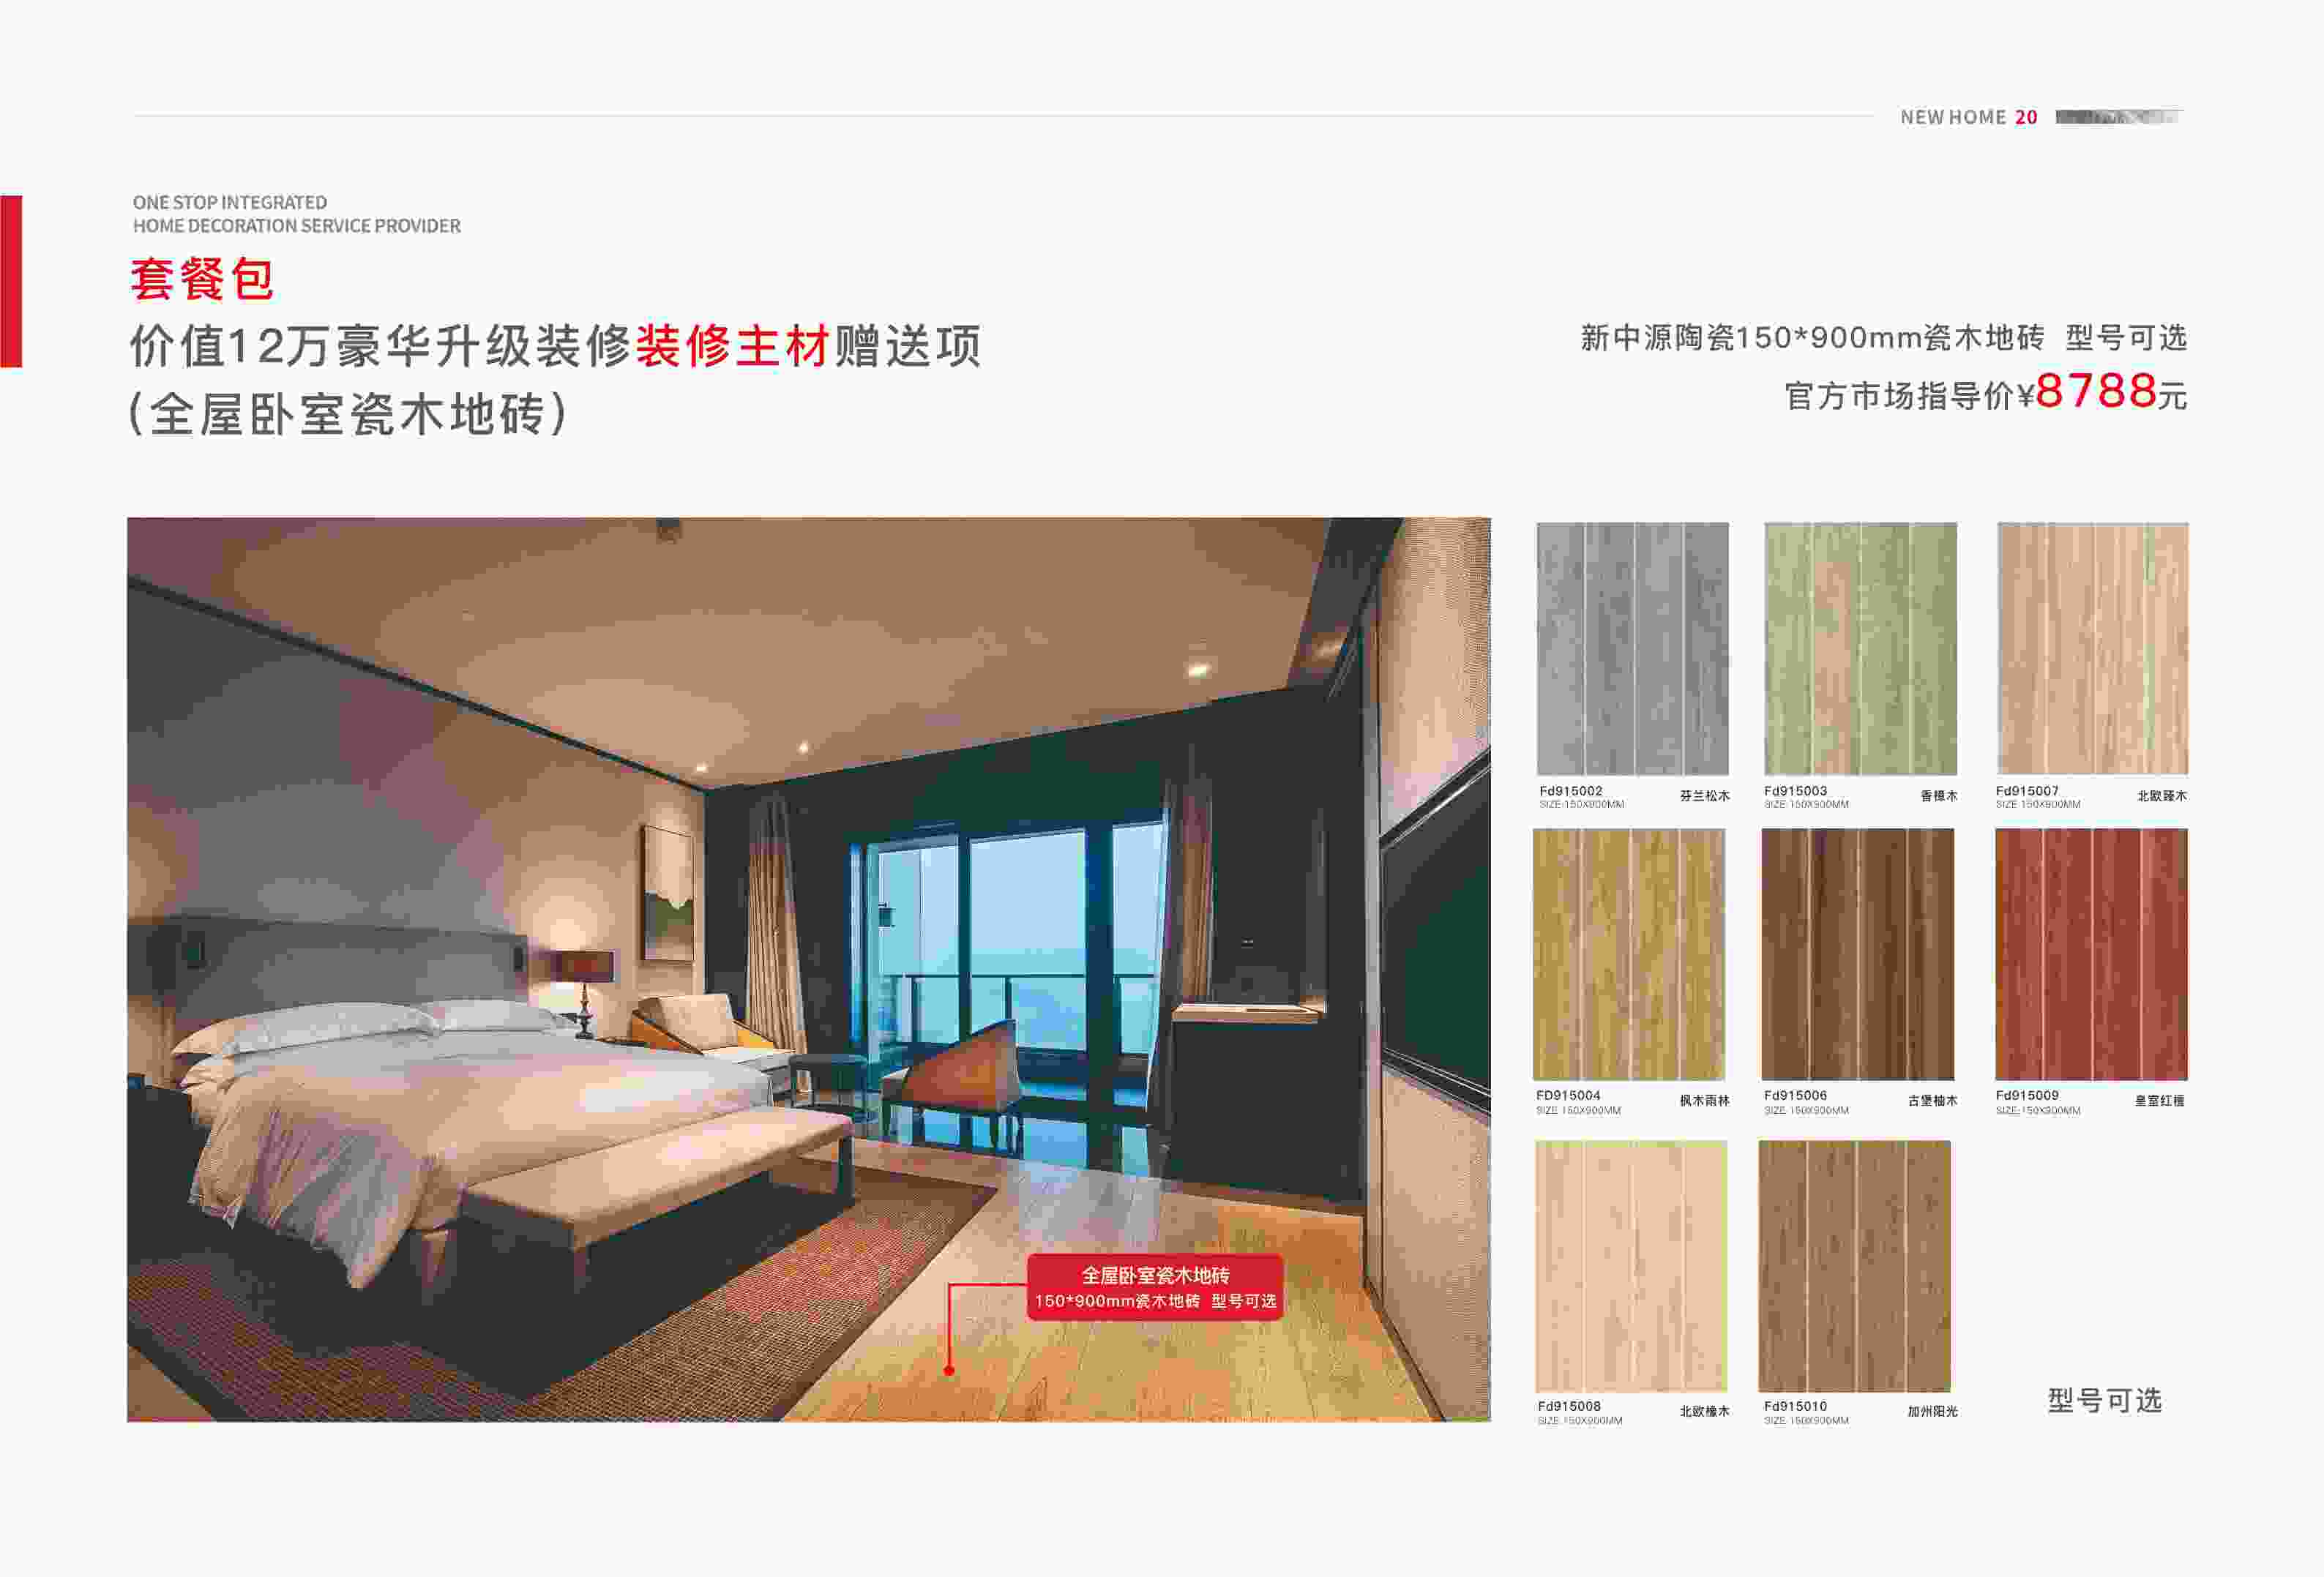 NEW HOME 20
ONE STOP INTEGRATED
HOME DECORATION SERVICE PROVIDER
套餐包
价值12万豪华升级装修装修主材赠送项
(全屋卧室瓷木地砖)
新中源陶瓷150*900mm瓷木地砖 型号可选
官方市场指导价¥8788元
Fd915002
SIZE:150X900MM
芬兰松木
Fd915003
SIZE:150X900MM
香樟木
Fd915007
SIZE:150X900MM
北欧臻木
FD915004
SIZE:150X900MM
枫木雨林
Fd915006
SIZE:150X900MM
古堡柚木
Fd915009
SIZE:150X900MM
皇室红檀
全屋卧室瓷木地砖
150*900mm瓷木地砖 型号可选
Fd915008
SIZE:150X900MM
北欧橡木
Fd915010
SIZE:150X900MM
加州阳光
型号可选